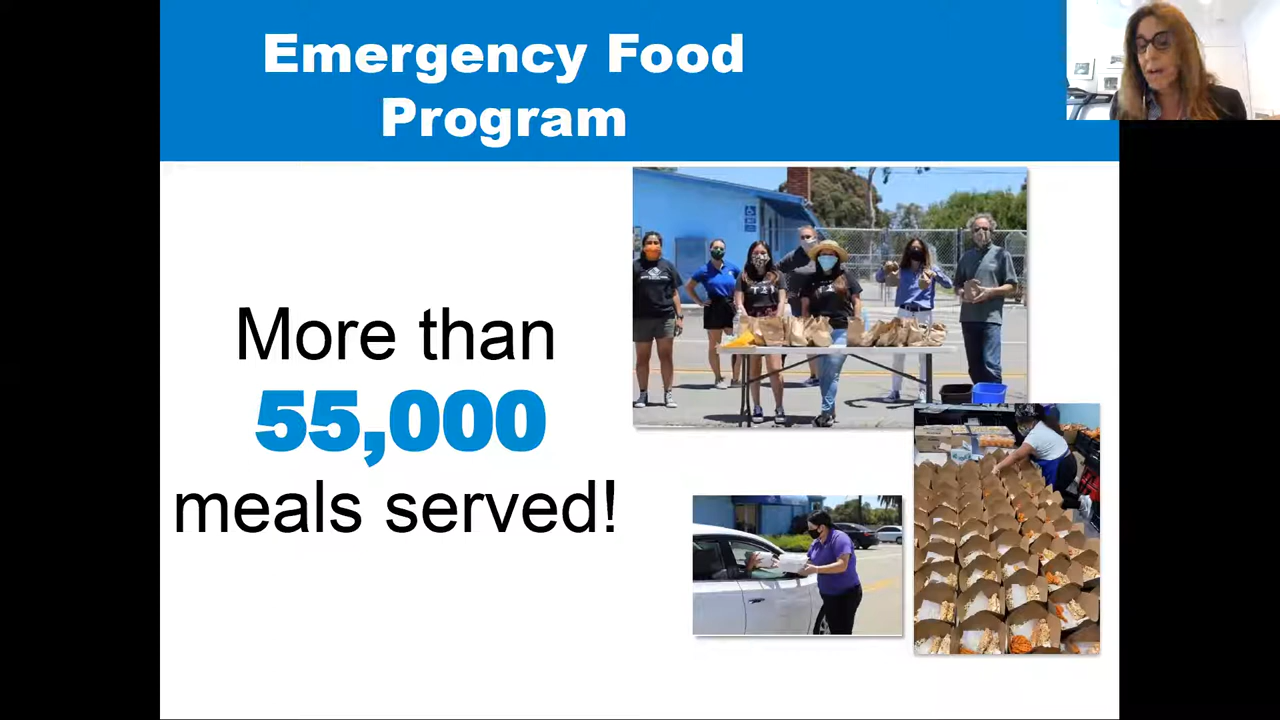 Emergency Food
Program
More than
55,000
meals served!